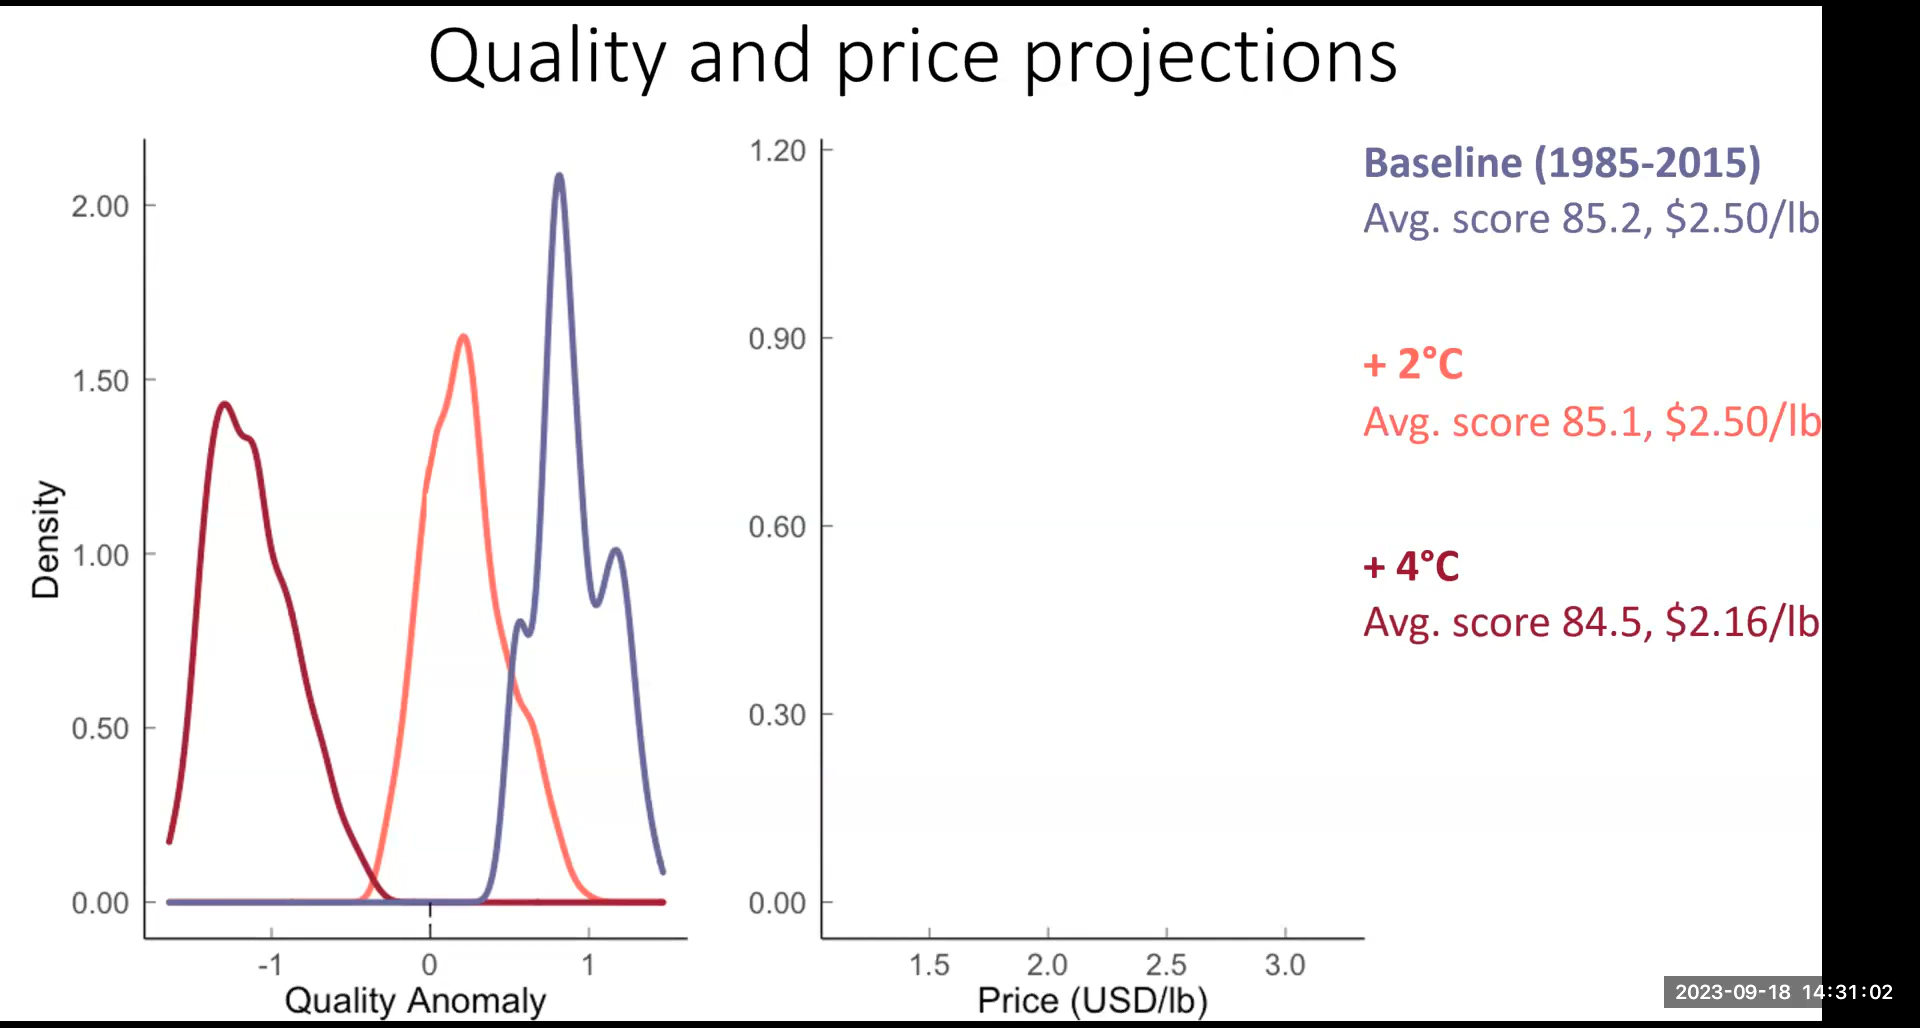 Quality and price projections
2.00
1.50
1.00
0.50
0.00
Density
-1 0 1
Quality Anomaly
1.20
0.90
0.60
0.30
0.00
1.5 2.0 2.5 3.0
Price (USD/lb)
Baseline (1985-2015)
Avg. score 85.2, $2.50/lb
+ 2°C
Avg. score 85.1, $2.50/lb
+ 4°C
Avg. score 84.5, $2.16/lb
2023-09-18 14:31:02